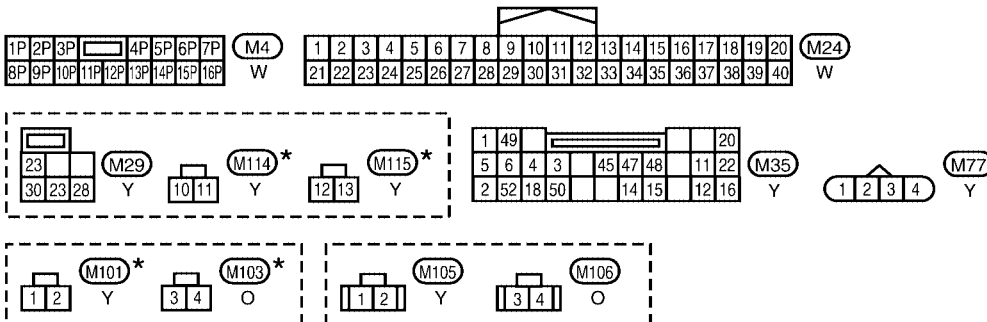 1P 2P 3P 4P 5P 6P 7P M4
8P 9P 10P 11P 12P 13P 14P 15P 16P W
1 2 3 4 5 6 7 8 9 10 11 12 13 14 15 16 17 18 19 20 M24
21 22 23 24 25 26 27 28 29 30 31 32 33 34 35 36 37 38 39 40 W
23 M29
30 23 28 Y
M114 *
10 11 Y
M115 *
12 13 Y
1 49 20
5 6 4 3 45 47 48 11 22 M35
2 52 18 50 14 15 12 16 Y
M77
1 2 3 4 Y
M101 *
1 2 Y
M103 *
3 4 O
M105
1 2 Y
M106
3 4 O